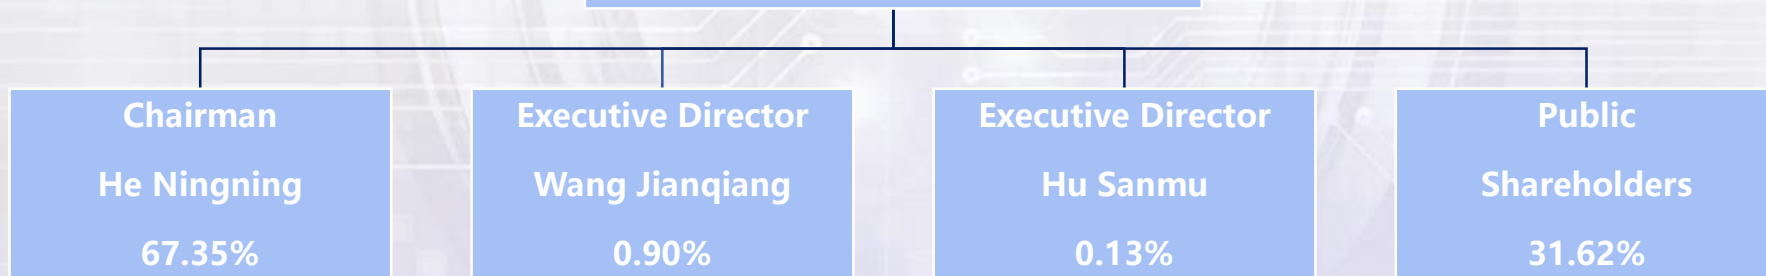 Chairman
He Ningning
67.35%
Executive Director
Wang Jianqiang
0.90%
Executive Director
Hu Sanmu
0.13%
Public
Shareholders
31.62%